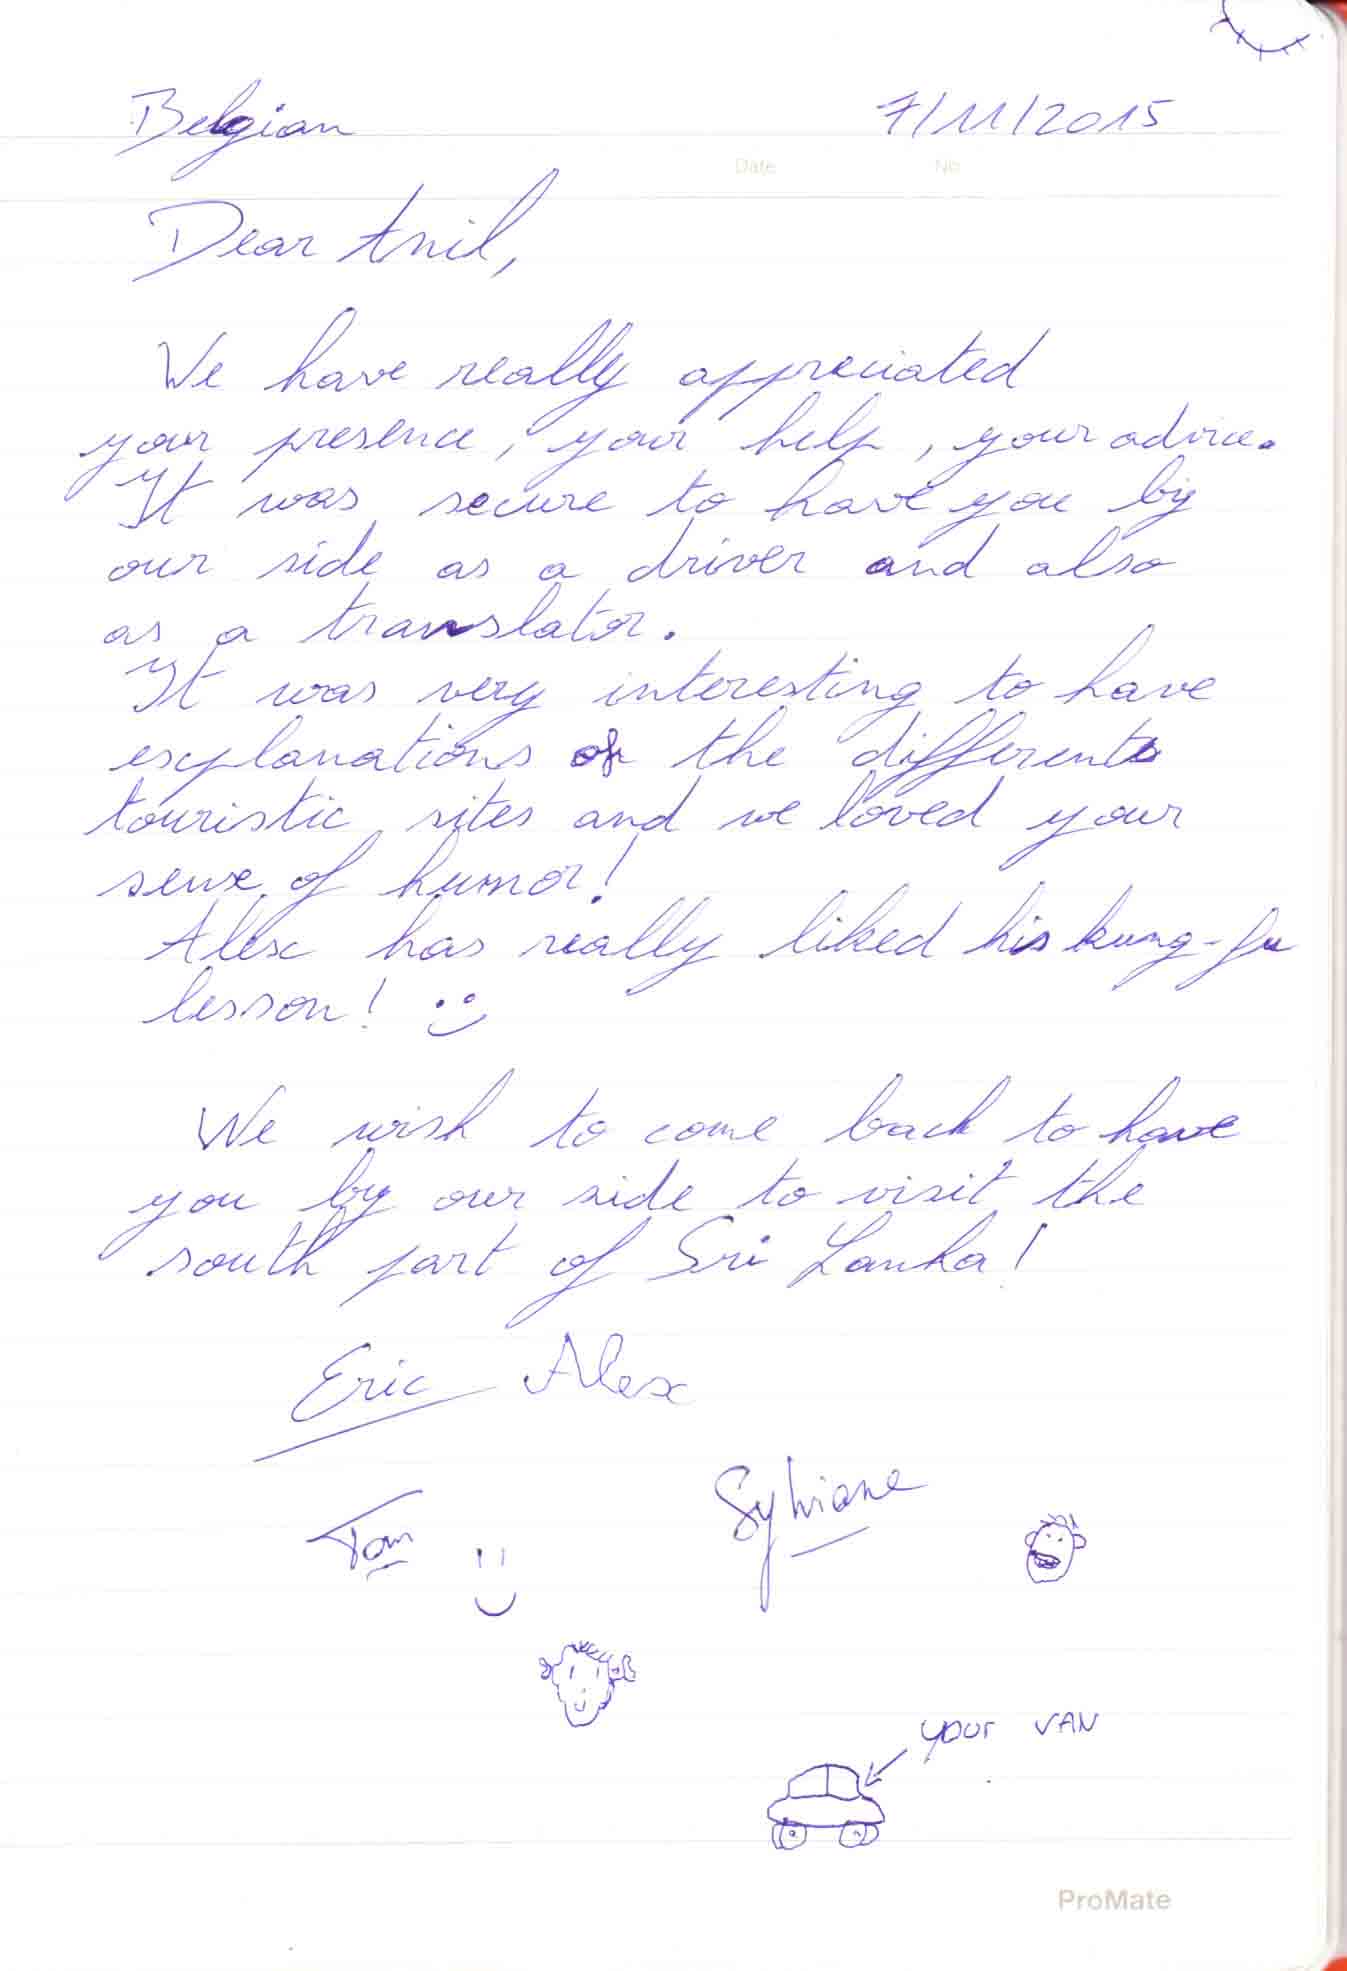 Belgian 7/11/2015
Date No
Dear Anil,
We have really appreciated
your presence, your help, your advice.
It was secure to have you by
our side as a driver and also
as a translator.
It was very interesting to have
explanations of the differents
touristic sites and we loved your
sense of humor!
Alex has really liked his kung-fu
lesson! :)
We wish to come back to have
you by our side to visit the
south part of Sri Lanka!
Eric Alex
Sylviane
Tom
your VAN
ProMate